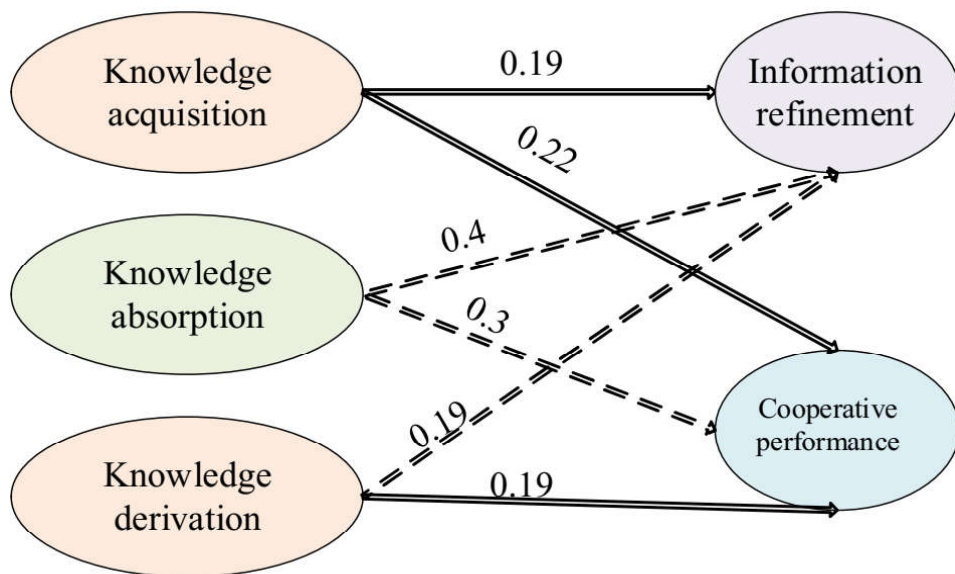 Knowledge
acquisition
0.19
Information
refinement
0.22
Knowledge
absorption
0.4
0.3
Cooperative
performance
Knowledge
derivation
0.19
0.19